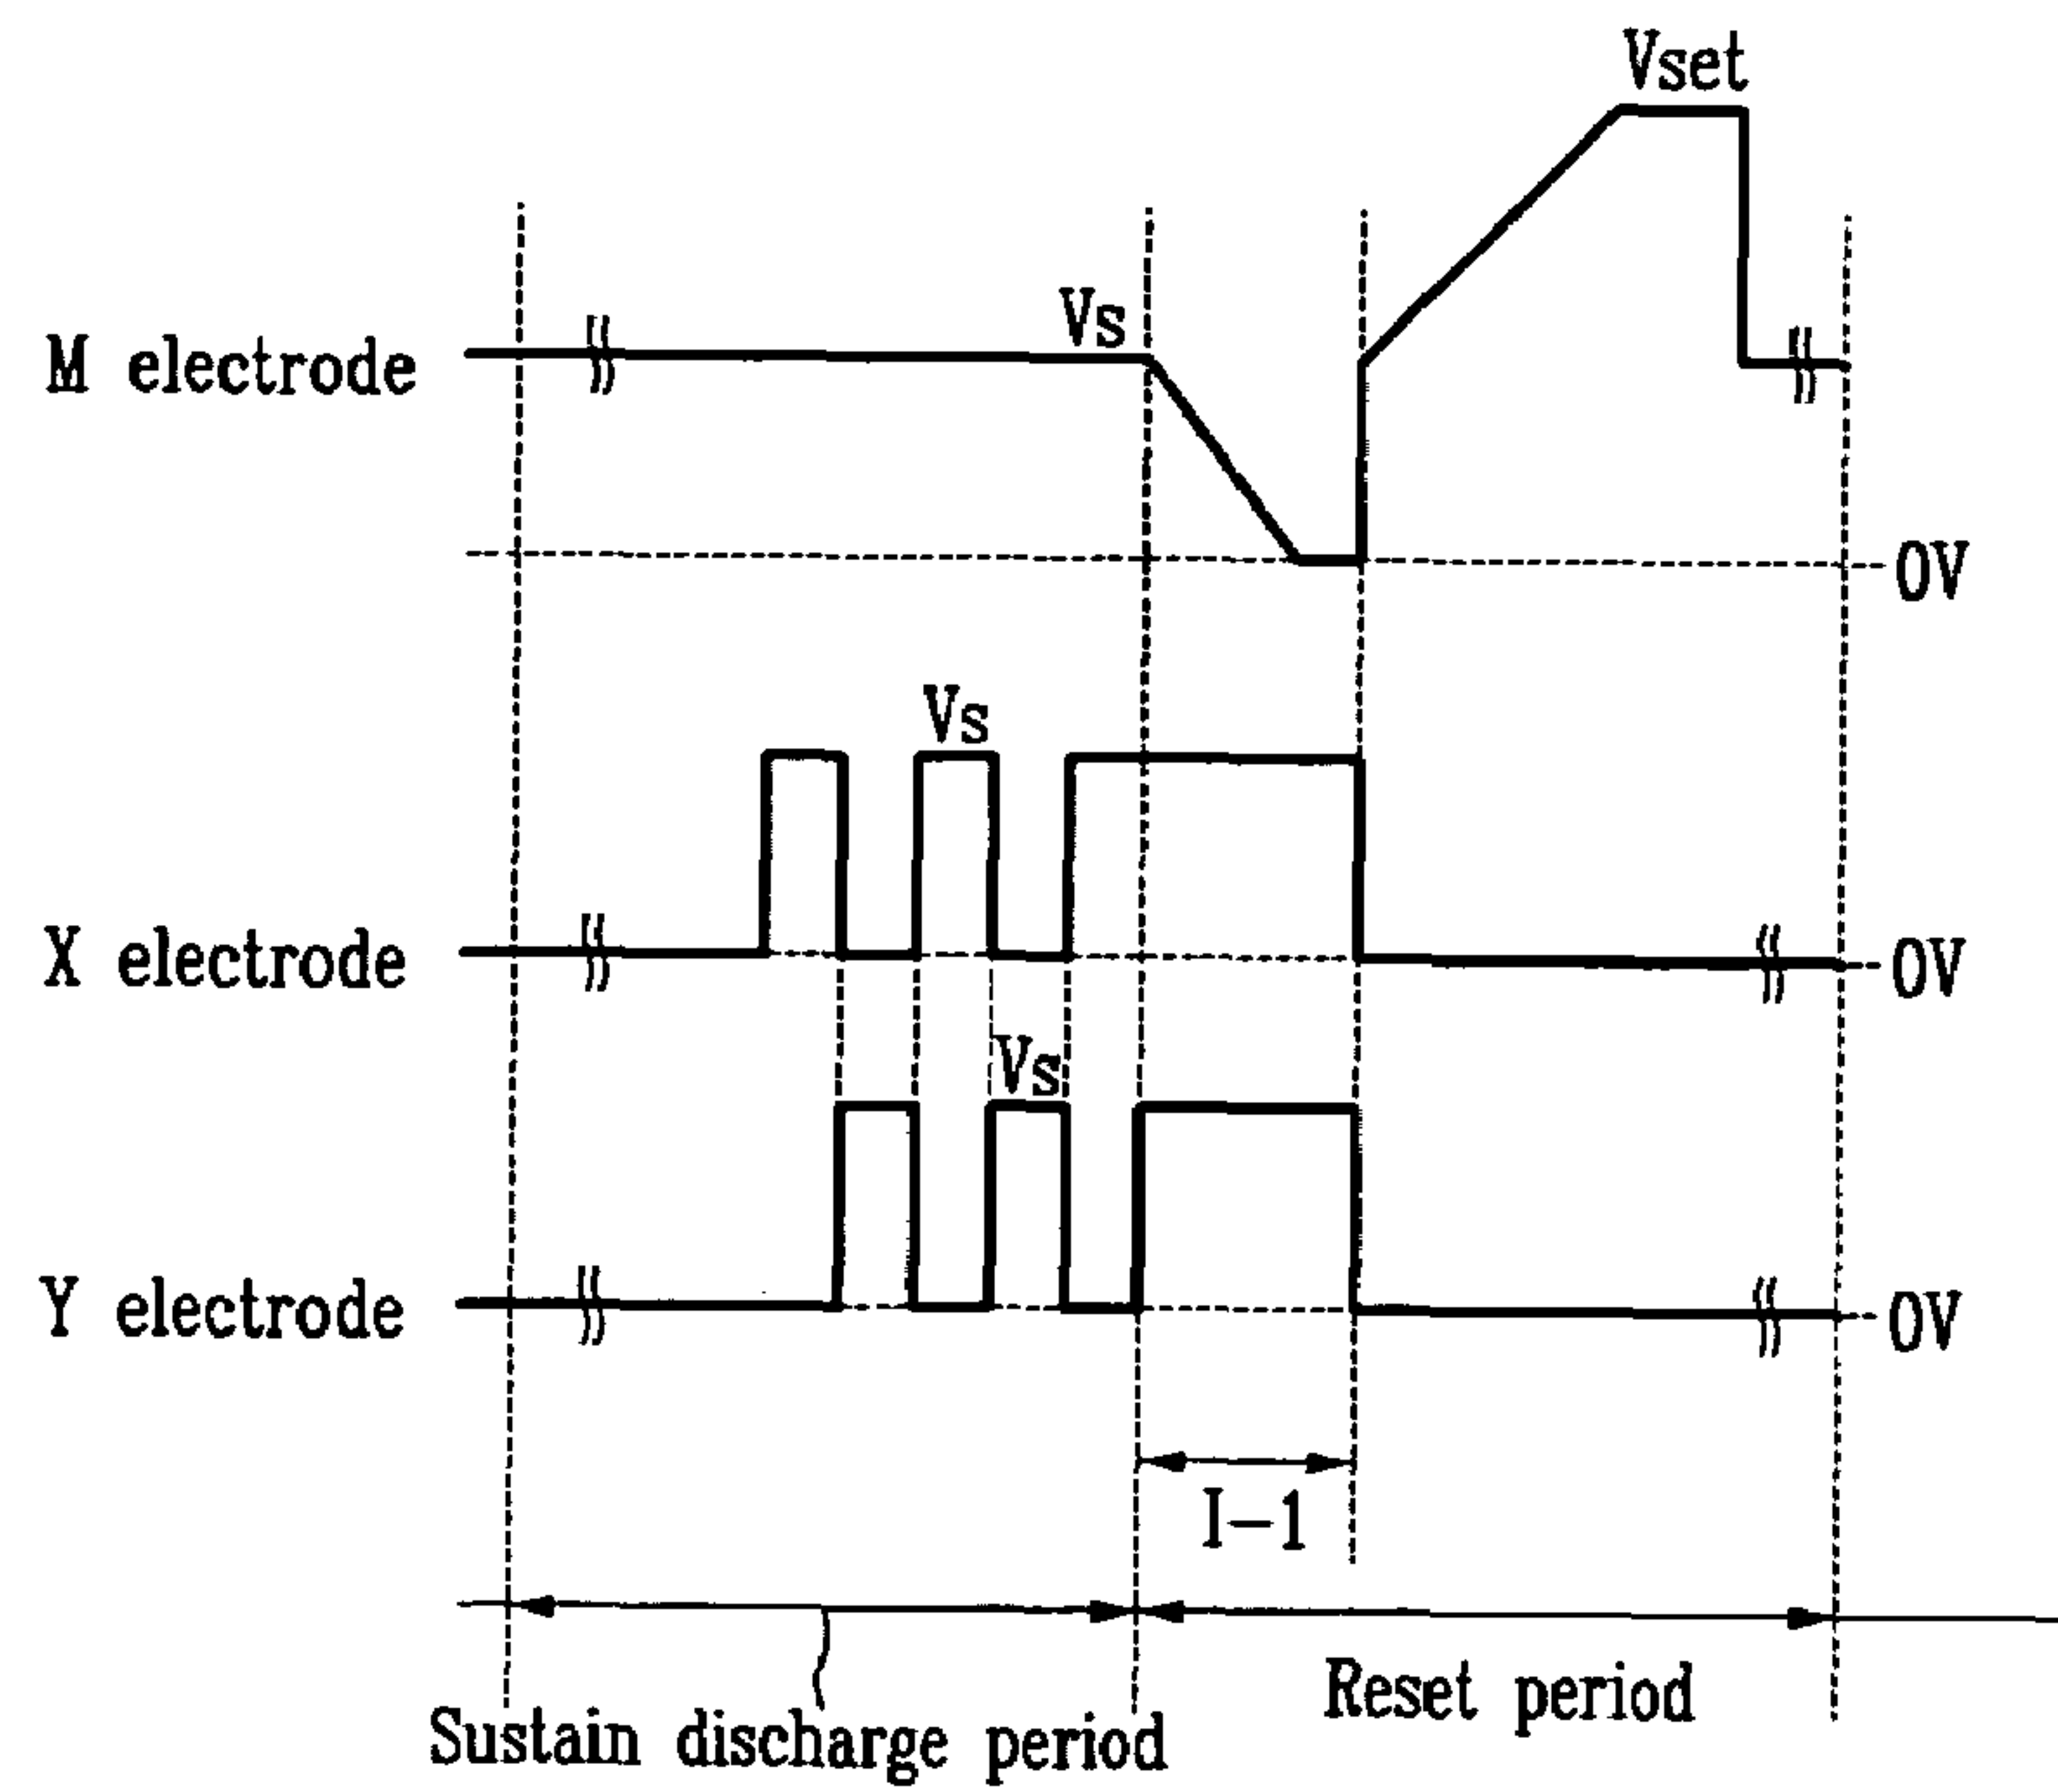 Vset
Vs
M electrode
0V
Vs
X electrode
0V
Vs
Y electrode
0V
I-1
Reset period
Sustain discharge period